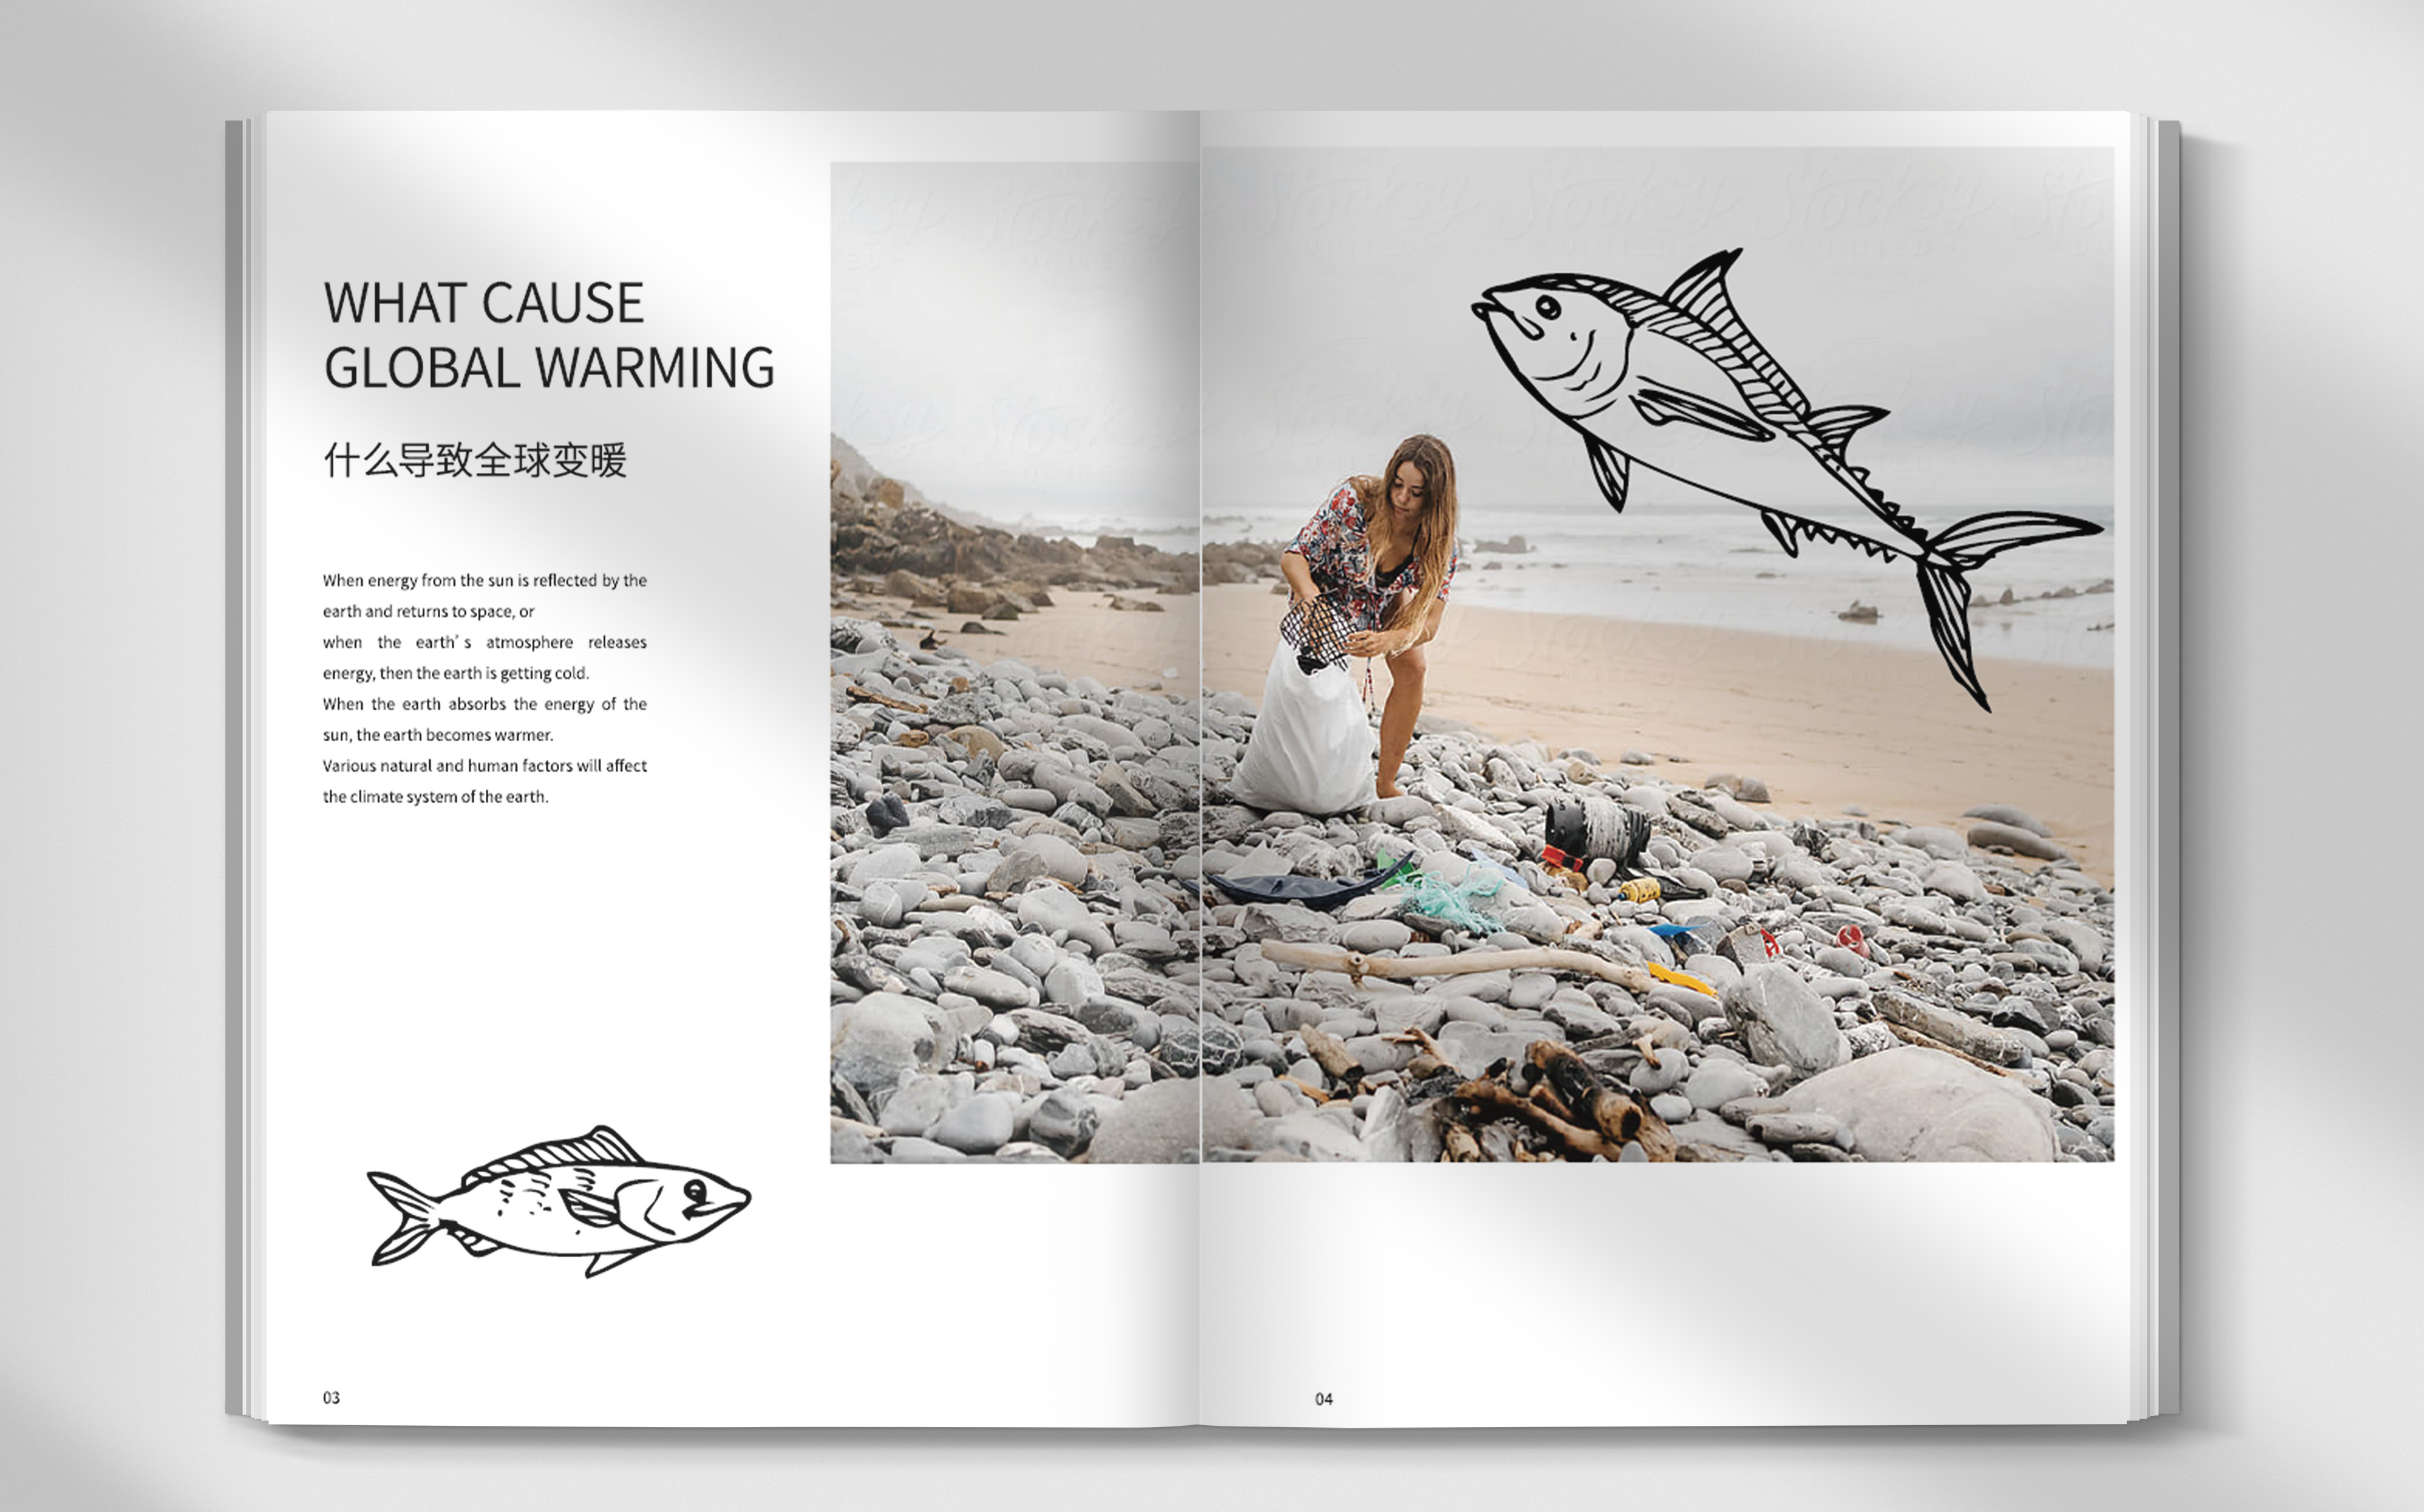 WHAT CAUSE
GLOBAL WARMING
什么导致全球变暖
When energy from the sun is reflected by the
earth and returns to space, or
when the earth’s atmosphere releases
energy, then the earth is getting cold.
When the earth absorbs the energy of the
sun, the earth becomes warmer.
Various natural and human factors will affect
the climate system of the earth.
Stocksy
UNITED
03
04